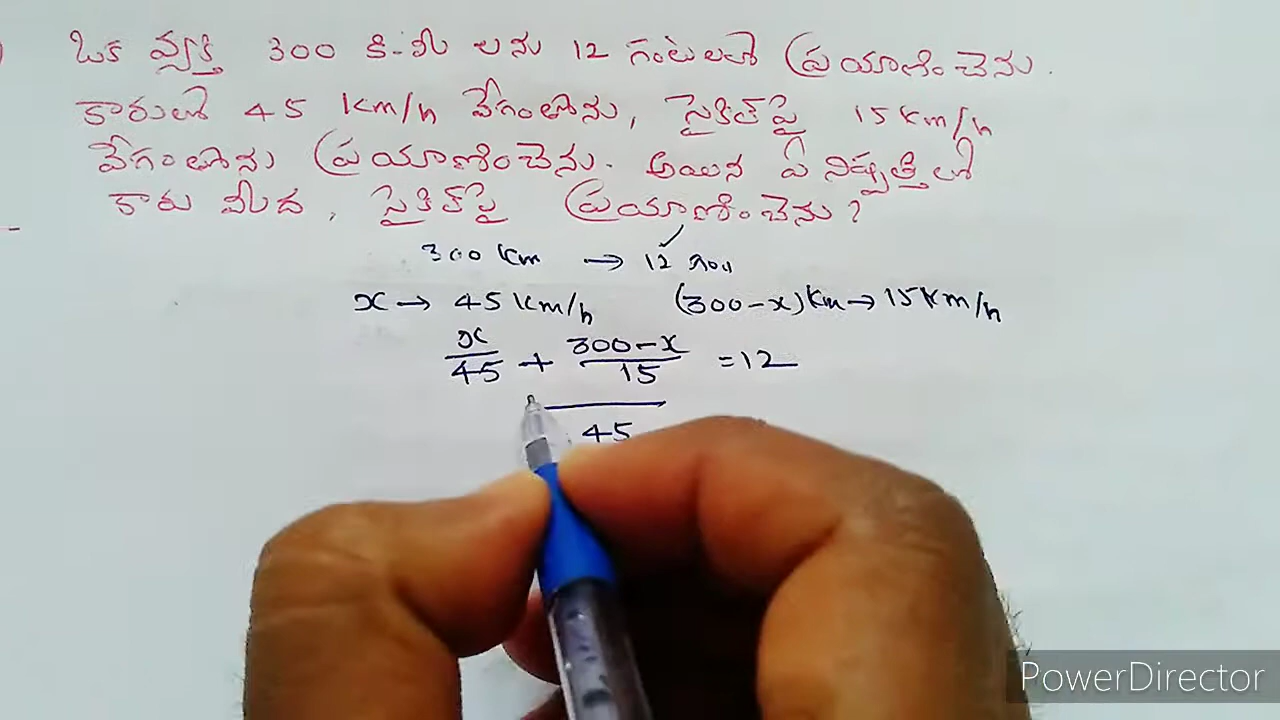 ఒక వ్యక్తి 300 కి-మీ లను 12 గంటలలో ప్రయాణించెను.
కారులో 45 km/h వేగంతోను, సైకిల్‌పై 15 km/h
వేగంతోను ప్రయాణించెను. అయిన ఏ నిష్పత్తిలో
కారు మీద, సైకిల్‌పై ప్రయాణించెను?
300 km → 12 గం॥
x → 45 km/h (300-x) km → 15 km/h
x/45 + 300-x/15 = 12
45
PowerDirector